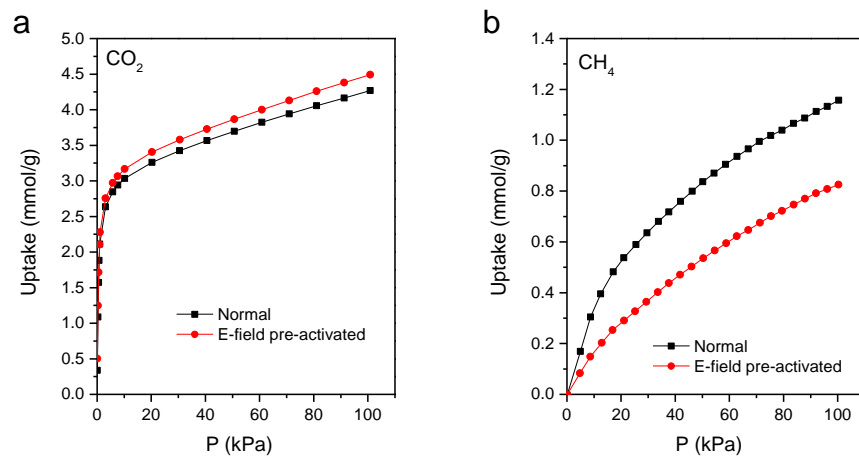 a
CO2
5.0
4.5
4.0
3.5
3.0
2.5
2.0
1.5
1.0
0.5
0.0
Uptake (mmol/g)
Normal
E-field pre-activated
0 20 40 60 80 100
P (kPa)
b
CH4
1.4
1.2
1.0
0.8
0.6
0.4
0.2
0.0
Uptake (mmol/g)
Normal
E-field pre-activated
0 20 40 60 80 100
P (kPa)